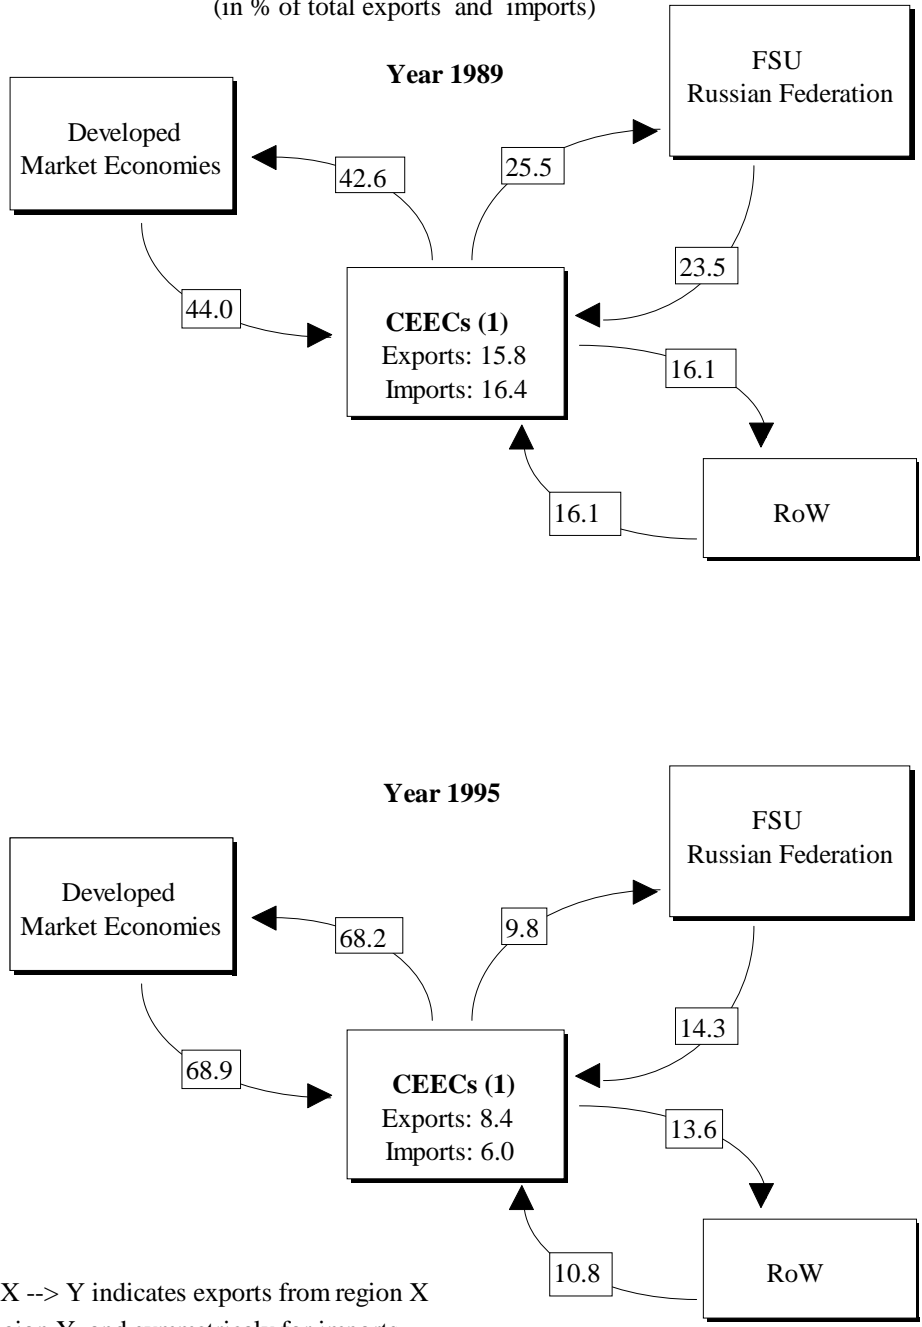 (in % of total exports and imports)
Year 1989
FSU
Russian Federation
Developed
Market Economies
42.6
25.5
23.5
44.0
CEECs (1)
Exports: 15.8
Imports: 16.4
16.1
16.1
RoW
Year 1995
FSU
Russian Federation
Developed
Market Economies
68.2
9.8
14.3
68.9
CEECs (1)
Exports: 8.4
Imports: 6.0
13.6
10.8
RoW
X --> Y indicates exports from region X